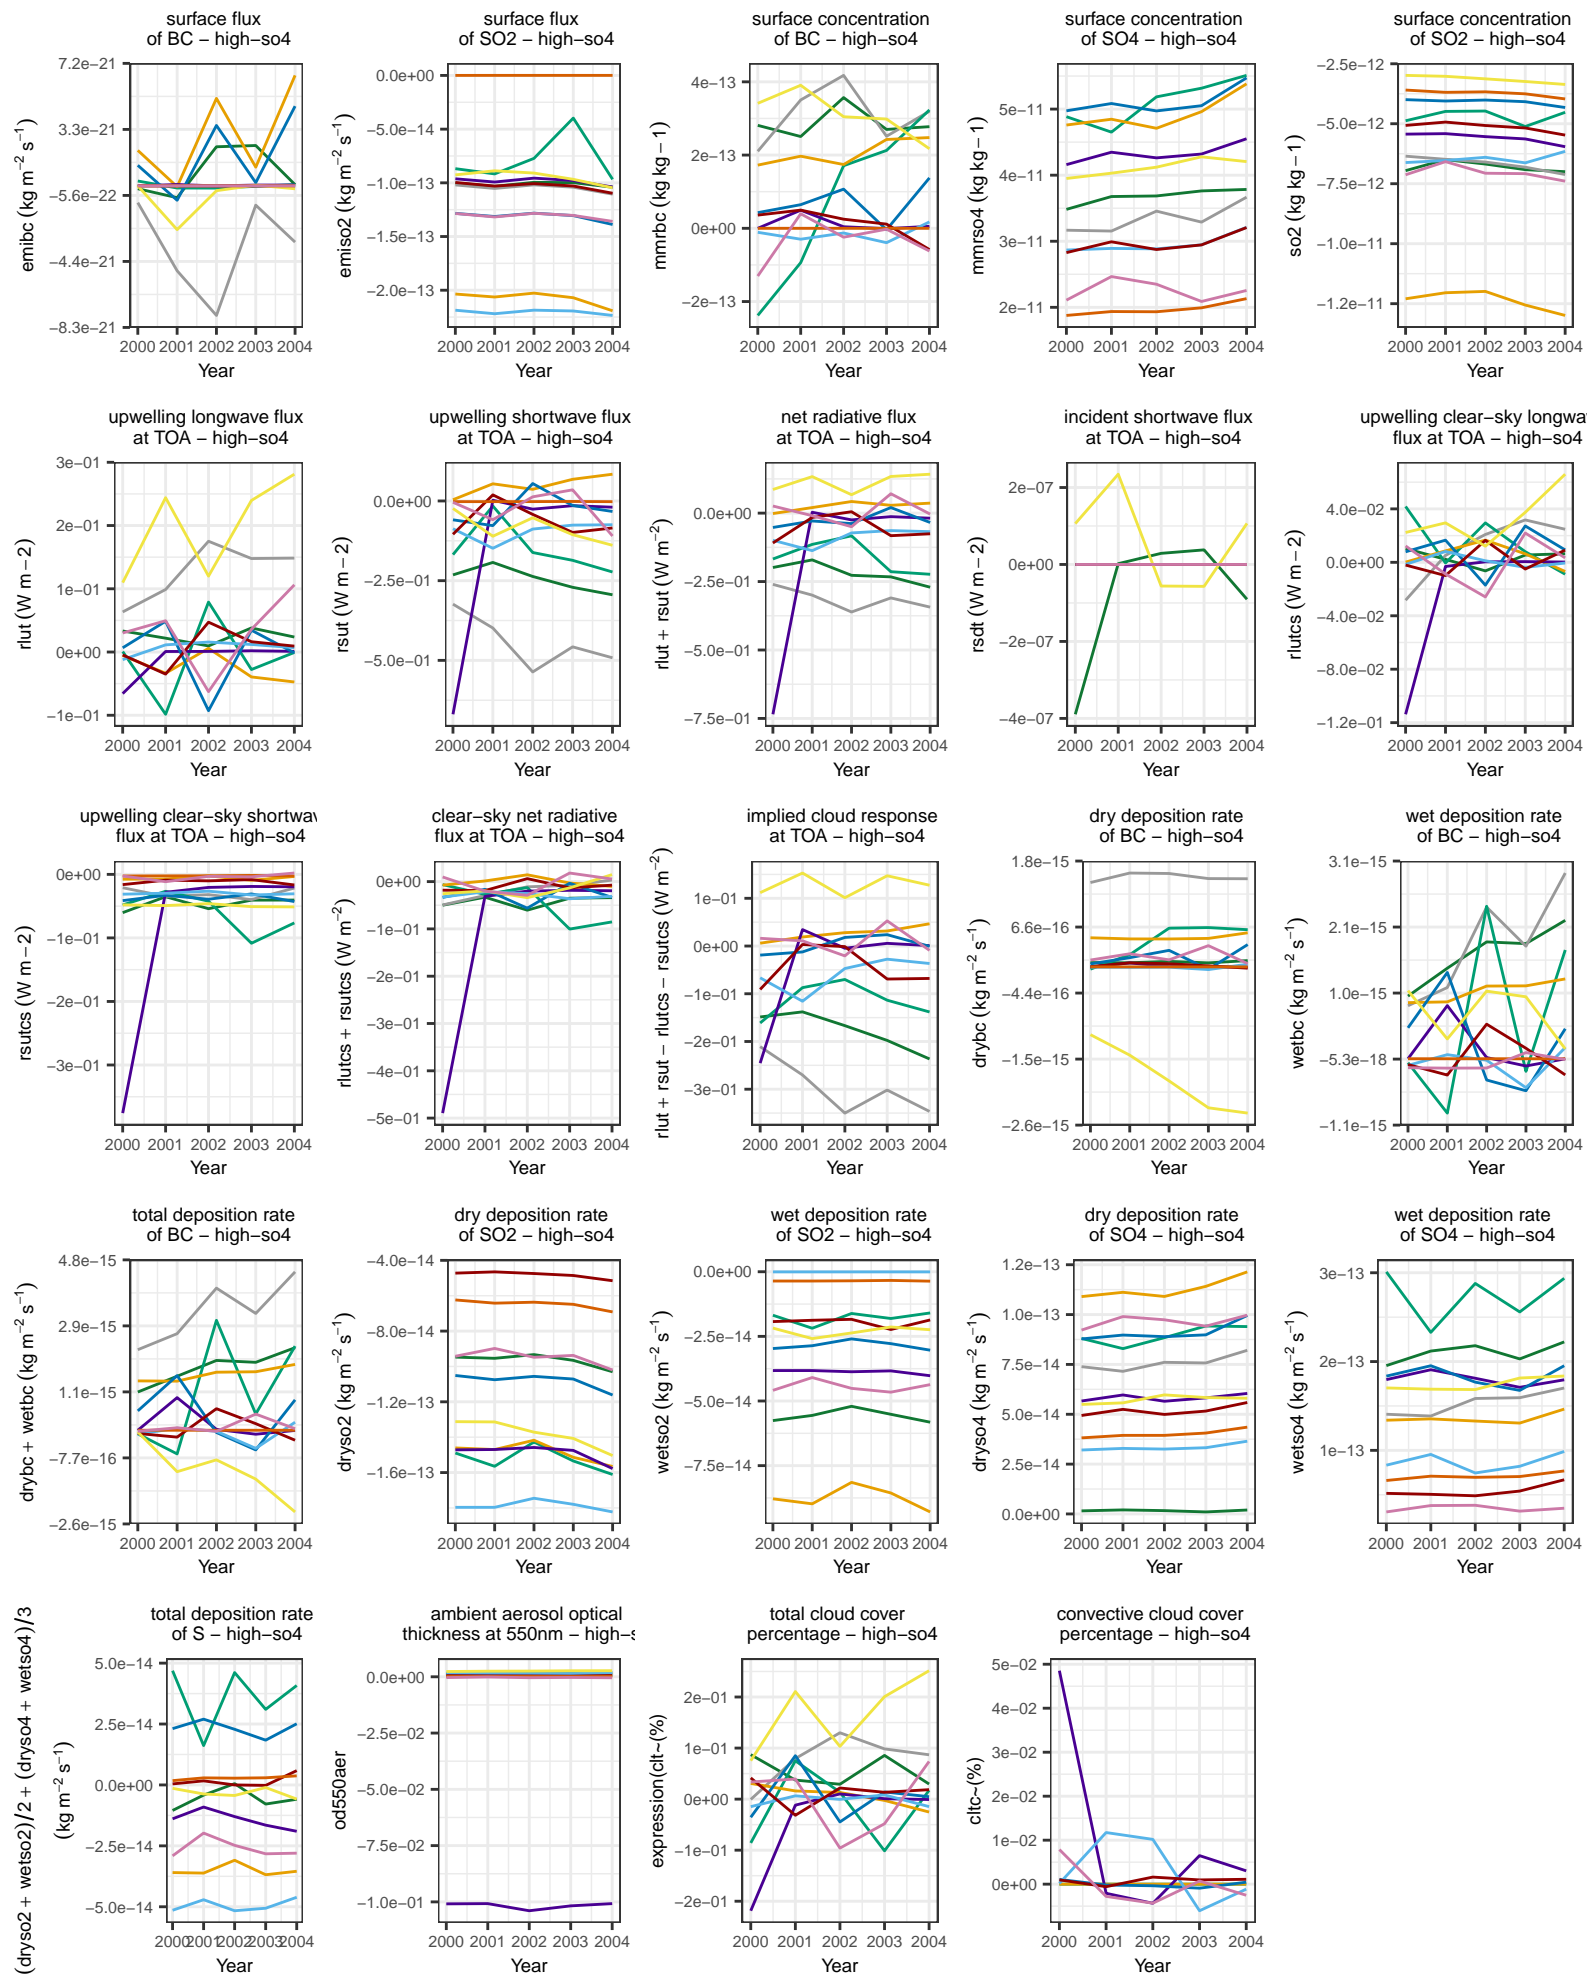 surface flux
of BC − high−so4
surface flux
of SO2 − high−so4
surface concentration
of BC − high−so4
surface concentration
of SO4 − high−so4
surface concentration
of SO2 − high−so4
emibc (kg m−2 s−1)
7.2e−21
3.3e−21
−5.6e−22
−4.4e−21
−8.3e−21
2000 2001 2002 2003 2004
Year
emiso2 (kg m−2 s−1)
0.0e+00
−5.0e−14
−1.0e−13
−1.5e−13
−2.0e−13
2000 2001 2002 2003 2004
Year
mmrbc (kg kg − 1)
4e−13
2e−13
0e+00
−2e−13
2000 2001 2002 2003 2004
Year
mmrso4 (kg kg − 1)
5e−11
4e−11
3e−11
2e−11
2000 2001 2002 2003 2004
Year
so2 (kg kg − 1)
−2.5e−12
−5.0e−12
−7.5e−12
−1.0e−11
−1.2e−11
2000 2001 2002 2003 2004
Year
upwelling longwave flux
at TOA − high−so4
upwelling shortwave flux
at TOA − high−so4
net radiative flux
at TOA − high−so4
incident shortwave flux
at TOA − high−so4
upwelling clear−sky longwa
flux at TOA − high−so4
rlut (W m − 2)
3e−01
2e−01
1e−01
0e+00
−1e−01
2000 2001 2002 2003 2004
Year
rsut (W m − 2)
0.0e+00
−2.5e−01
−5.0e−01
2000 2001 2002 2003 2004
Year
rlut + rsut (W m−2)
0.0e+00
−2.5e−01
−5.0e−01
−7.5e−01
2000 2001 2002 2003 2004
Year
rsdt (W m − 2)
2e−07
0e+00
−2e−07
−4e−07
2000 2001 2002 2003 2004
Year
rlutcs (W m − 2)
4.0e−02
0.0e+00
−4.0e−02
−8.0e−02
−1.2e−01
2000 2001 2002 2003 2004
Year
upwelling clear−sky shortwav
flux at TOA − high−so4
clear−sky net radiative
flux at TOA − high−so4
implied cloud response
at TOA − high−so4
dry deposition rate
of BC − high−so4
wet deposition rate
of BC − high−so4
rsutcs (W m − 2)
0e+00
−1e−01
−2e−01
−3e−01
2000 2001 2002 2003 2004
Year
rlutcs + rsutcs (W m−2)
0e+00
−1e−01
−2e−01
−3e−01
−4e−01
−5e−01
2000 2001 2002 2003 2004
Year
rlut + rsut − rlutcs − rsutcs (W m−2)
1e−01
0e+00
−1e−01
−2e−01
−3e−01
2000 2001 2002 2003 2004
Year
drybc (kg m−2 s−1)
1.8e−15
6.6e−16
−4.4e−16
−1.5e−15
−2.6e−15
2000 2001 2002 2003 2004
Year
wetbc (kg m−2 s−1)
3.1e−15
2.1e−15
1.0e−15
−5.3e−18
−1.1e−15
2000 2001 2002 2003 2004
Year
total deposition rate
of BC − high−so4
dry deposition rate
of SO2 − high−so4
wet deposition rate
of SO2 − high−so4
dry deposition rate
of SO4 − high−so4
wet deposition rate
of SO4 − high−so4
drybc + wetbc (kg m−2 s−1)
4.8e−15
2.9e−15
1.1e−15
−7.7e−16
−2.6e−15
2000 2001 2002 2003 2004
Year
dryso2 (kg m−2 s−1)
−4.0e−14
−8.0e−14
−1.2e−13
−1.6e−13
2000 2001 2002 2003 2004
Year
wetso2 (kg m−2 s−1)
0.0e+00
−2.5e−14
−5.0e−14
−7.5e−14
2000 2001 2002 2003 2004
Year
dryso4 (kg m−2 s−1)
1.2e−13
1.0e−13
7.5e−14
5.0e−14
2.5e−14
0.0e+00
2000 2001 2002 2003 2004
Year
wetso4 (kg m−2 s−1)
3e−13
2e−13
1e−13
2000 2001 2002 2003 2004
Year
total deposition rate
of S − high−so4
ambient aerosol optical
thickness at 550nm − high−s
total cloud cover
percentage − high−so4
convective cloud cover
percentage − high−so4
(dryso2 + wetso2)/2 + (dryso4 + wetso4)/3
(kg m−2 s−1)
5.0e−14
2.5e−14
0.0e+00
−2.5e−14
−5.0e−14
2000 2001 2002 2003 2004
Year
od550aer
0.0e+00
−2.5e−02
−5.0e−02
−7.5e−02
−1.0e−01
2000 2001 2002 2003 2004
Year
expression(clt~(%)
2e−01
1e−01
0e+00
−1e−01
−2e−01
2000 2001 2002 2003 2004
Year
cltc~(%)
5e−02
4e−02
3e−02
2e−02
1e−02
0e+00
2000 2001 2002 2003 2004
Year